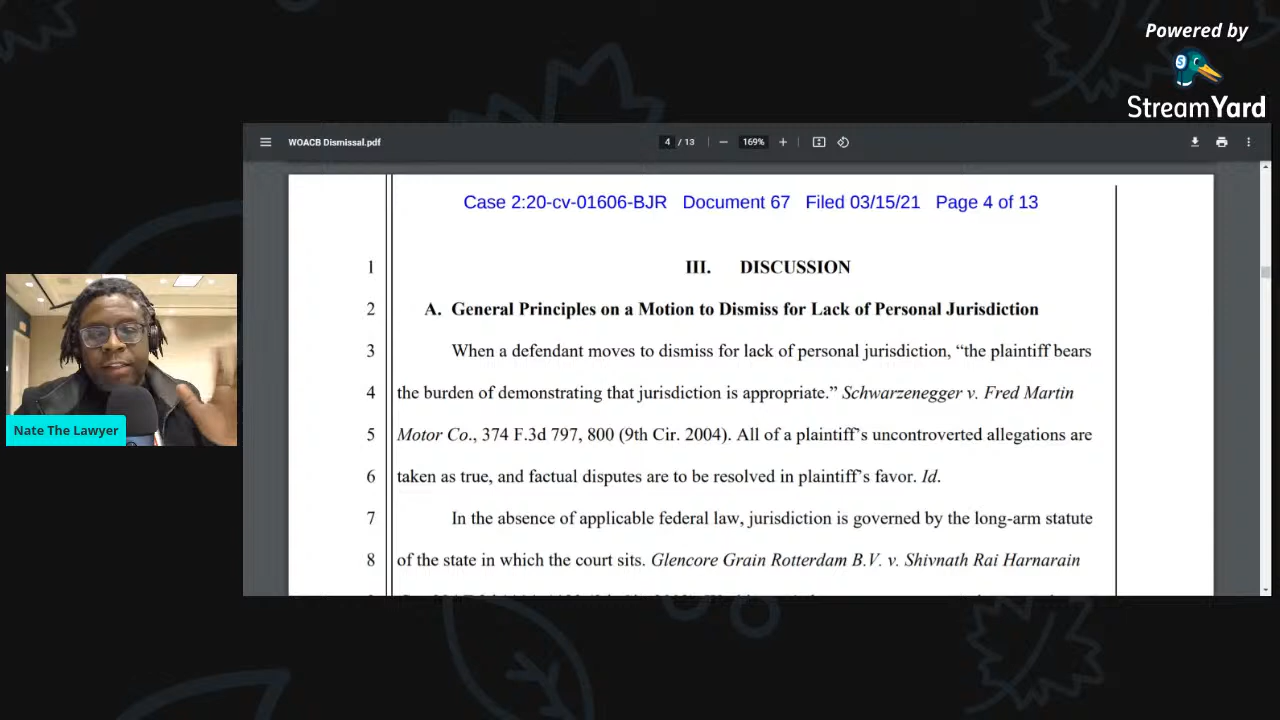 Powered by
StreamYard
WOACB Dismissal.pdf
4 / 13
169%
Case 2:20-cv-01606-BJR Document 67 Filed 03/15/21 Page 4 of 13
1 III. DISCUSSION
2 A. General Principles on a Motion to Dismiss for Lack of Personal Jurisdiction
3 When a defendant moves to dismiss for lack of personal jurisdiction, “the plaintiff bears
4 the burden of demonstrating that jurisdiction is appropriate.” Schwarzenegger v. Fred Martin
5 Motor Co., 374 F.3d 797, 800 (9th Cir. 2004). All of a plaintiff’s uncontroverted allegations are
6 taken as true, and factual disputes are to be resolved in plaintiff’s favor. Id.
7 In the absence of applicable federal law, jurisdiction is governed by the long-arm statute
8 of the state in which the court sits. Glencore Grain Rotterdam B.V. v. Shivnath Rai Harnarain
Nate The Lawyer